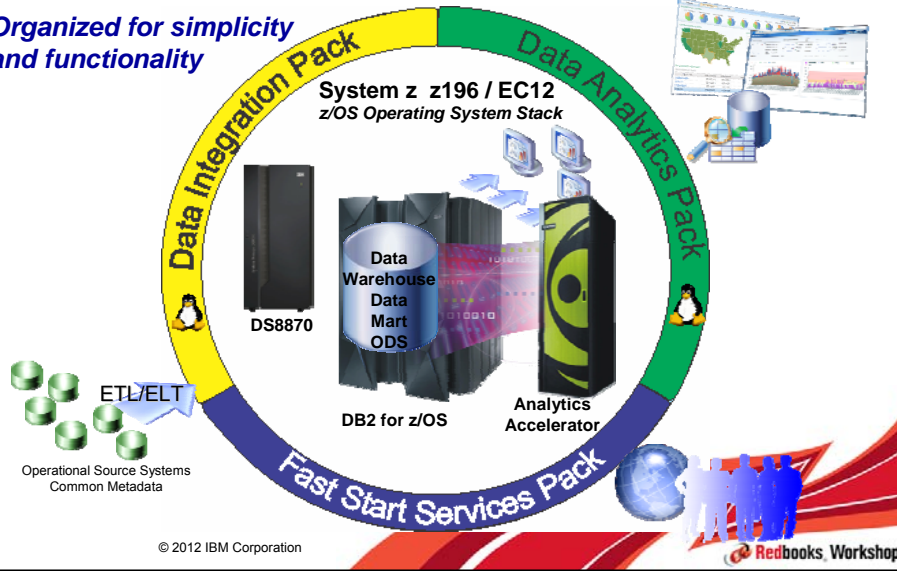 Organized for simplicity
and functionality
Data Integration Pack
Data Analytics Pack
System z z196 / EC12
z/OS Operating System Stack
Data
Warehouse
Data
Mart
ODS
DS8870
ETL/ELT
DB2 for z/OS
Analytics
Accelerator
Operational Source Systems
Common Metadata
Fast Start Services Pack
© 2012 IBM Corporation
Redbooks Workshop